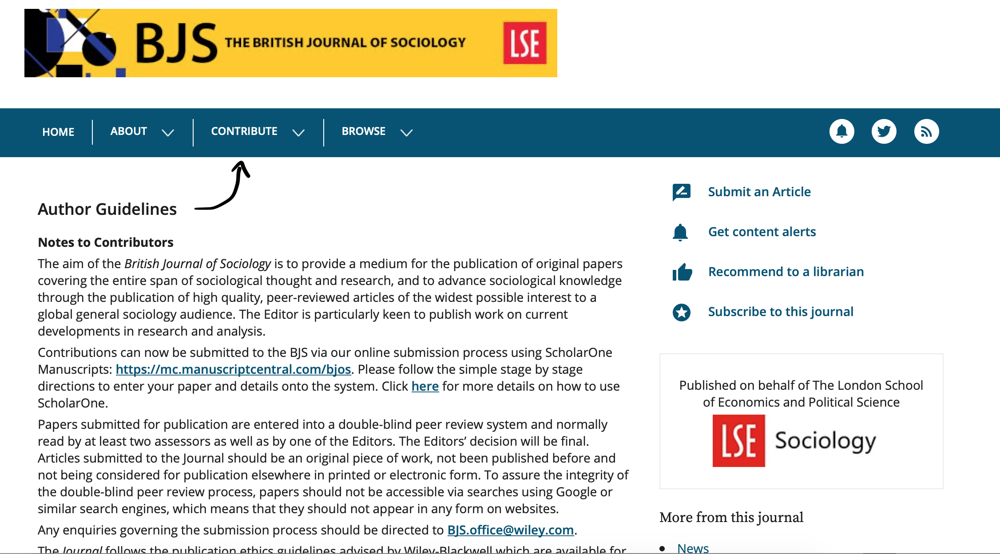 BJS THE BRITISH JOURNAL OF SOCIOLOGY LSE
HOME ABOUT CONTRIBUTE BROWSE
Author Guidelines
Notes to Contributors
The aim of the British Journal of Sociology is to provide a medium for the publication of original papers
covering the entire span of sociological thought and research, and to advance sociological knowledge
through the publication of high quality, peer-reviewed articles of the widest possible interest to a
global general sociology audience. The Editor is particularly keen to publish work on current
developments in research and analysis.
Contributions can now be submitted to the BJS via our online submission process using ScholarOne
Manuscripts: https://mc.manuscriptcentral.com/bjos. Please follow the simple stage by stage
directions to enter your paper and details onto the system. Click here for more details on how to use
ScholarOne.
Papers submitted for publication are entered into a double-blind peer review system and normally
read by at least two assessors as well as by one of the Editors. The Editors’ decision will be final.
Articles submitted to the Journal should be an original piece of work, not been published before and
not being considered for publication elsewhere in printed or electronic form. To assure the integrity of
the double-blind peer review process, papers should not be accessible via searches using Google or
similar search engines, which means that they should not appear in any form on websites.
Any enquiries governing the submission process should be directed to BJS.office@wiley.com.
The Journal follows the publication ethics guidelines advised by Wiley-Blackwell which are available for
Submit an Article
Get content alerts
Recommend to a librarian
Subscribe to this journal
Published on behalf of The London School
of Economics and Political Science
LSE Sociology
More from this journal
News